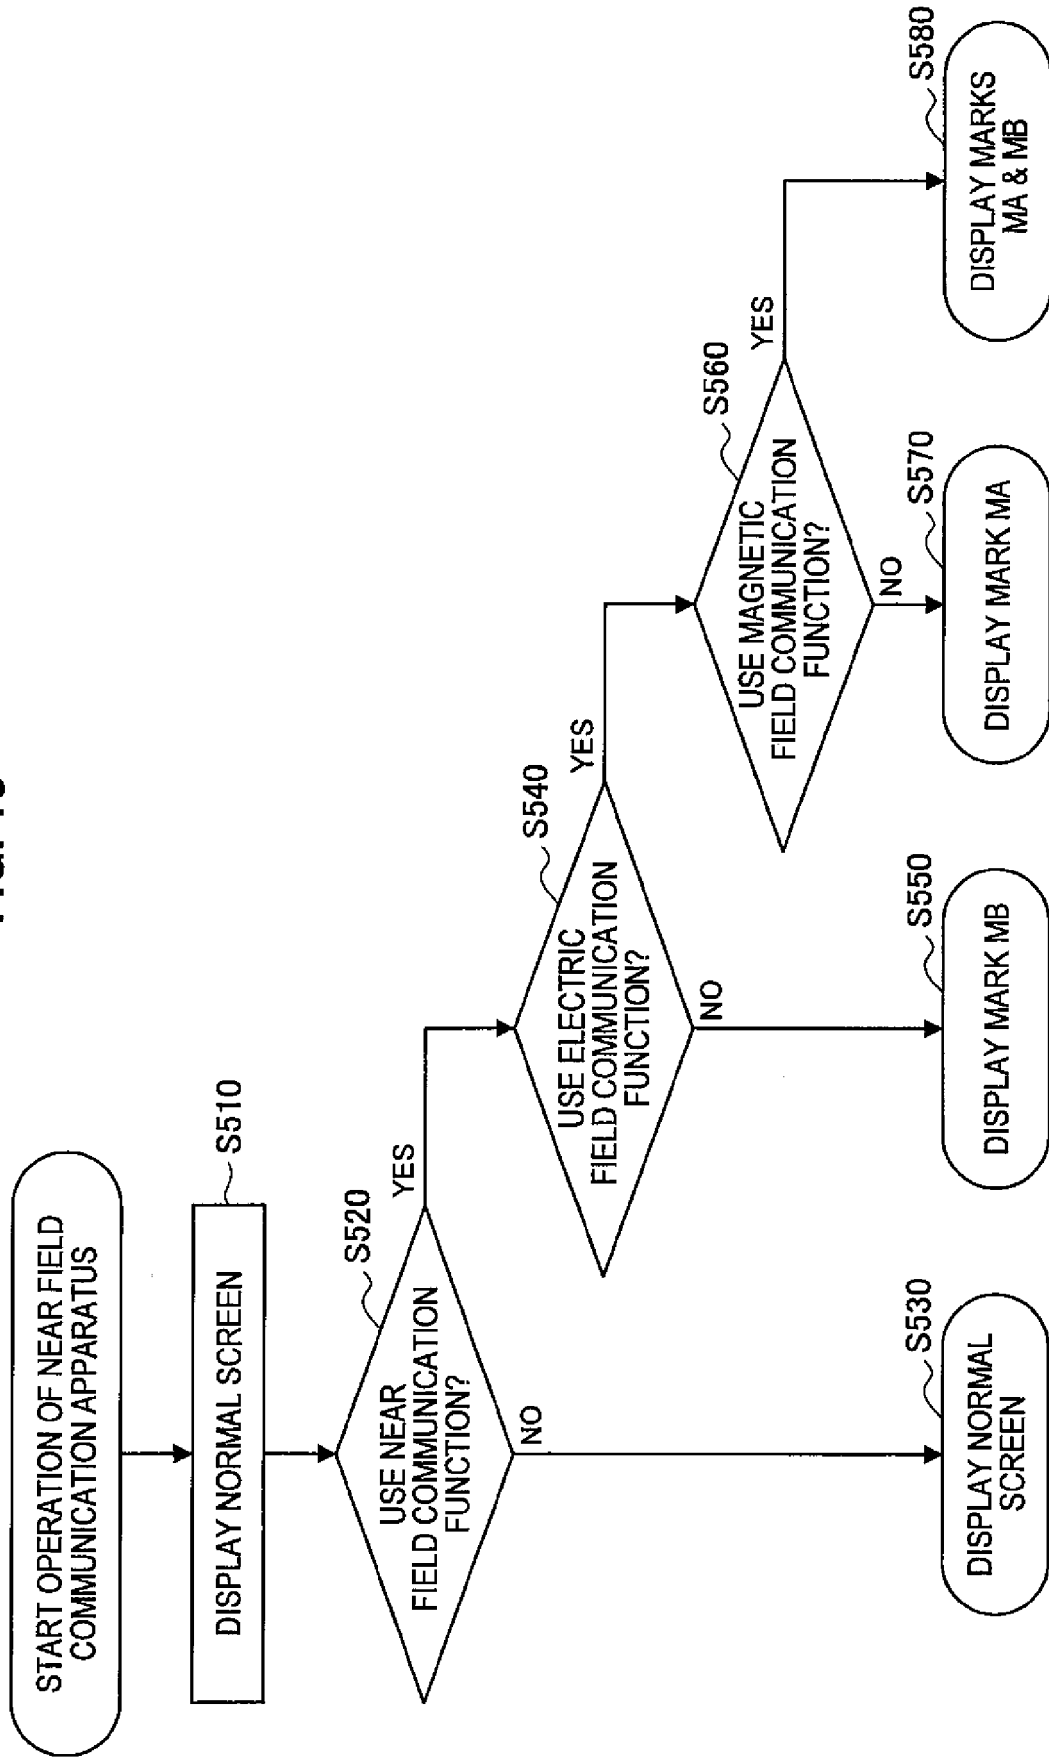 START OPERATION OF NEAR FIELD
COMMUNICATION APPARATUS
DISPLAY NORMAL SCREEN
S510
USE NEAR
FIELD COMMUNICATION
FUNCTION?
S520
YES
NO
DISPLAY NORMAL
SCREEN
S530
USE ELECTRIC
FIELD COMMUNICATION
FUNCTION?
S540
YES
NO
DISPLAY MARK MB
S550
USE MAGNETIC
FIELD COMMUNICATION
FUNCTION?
S560
YES
NO
DISPLAY MARK MA
S570
DISPLAY MARKS
MA & MB
S580